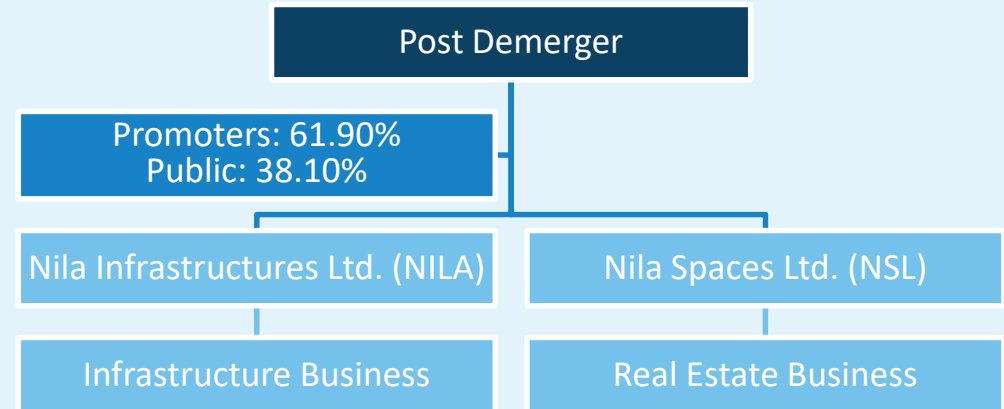 Post Demerger
Promoters: 61.90%
Public: 38.10%
Nila Infrastructures Ltd. (NILA)
Nila Spaces Ltd. (NSL)
Infrastructure Business
Real Estate Business